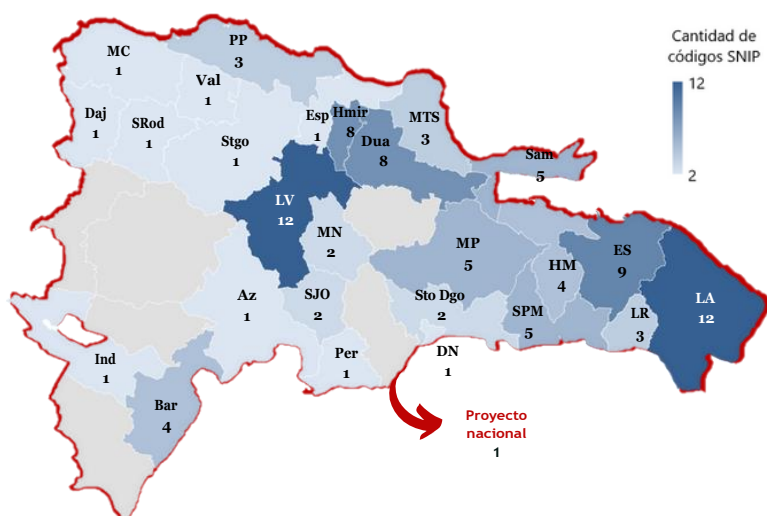 Cantidad de
códigos SNIP
12
2
MC
1
PP
3
Val
1
Daj
1
SRod
1
Stgo
1
Esp
1
Hmir
8
Dua
8
MTS
3
Sam
5
LV
12
MN
2
MP
5
HM
4
ES
9
LA
12
Az
1
SJO
2
Sto Dgo
2
SPM
5
LR
3
Ind
1
Per
1
DN
1
Bar
4
Proyecto
nacional
1